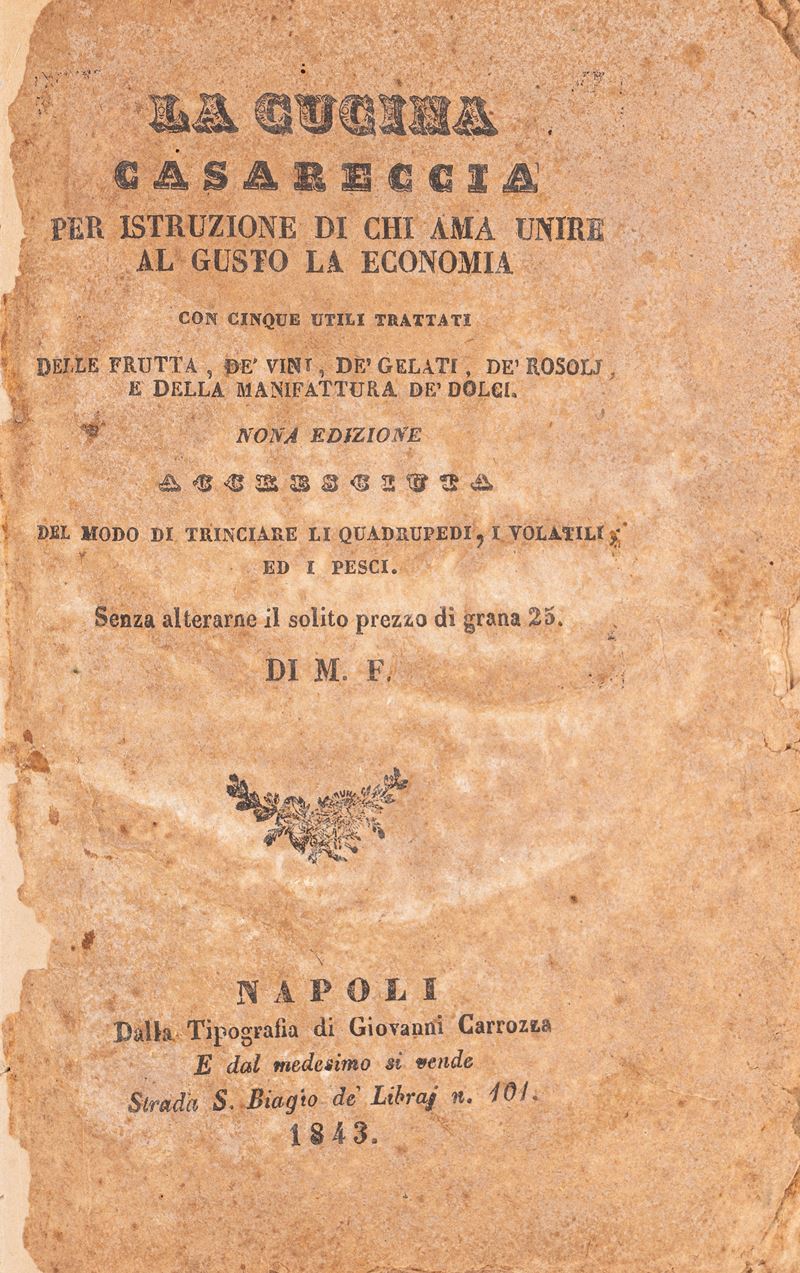 LA CUCINA
CASARECCIA
PER ISTRUZIONE DI CHI AMA UNIRE
AL GUSTO LA ECONOMIA
CON CINQUE UTILI TRATTATI
DELLE FRUTTA, DE' VINI, DE' GELATI, DE' ROSOLJ,
E DELLA MANIFATTURA DE' DOLCI.
NONA EDIZIONE
ACCRESCIUTA
DEL MODO DI TRINCIARE LI QUADRUPEDI, I VOLATILI,
ED I PESCI.
Senza alterarne il solito prezzo di grana 25.
DI M. F.
NAPOLI
Dalla Tipografia di Giovanni Carrozza
E dal medesimo si vende
Strada S. Biagio de' Libraj n. 101.
1843.